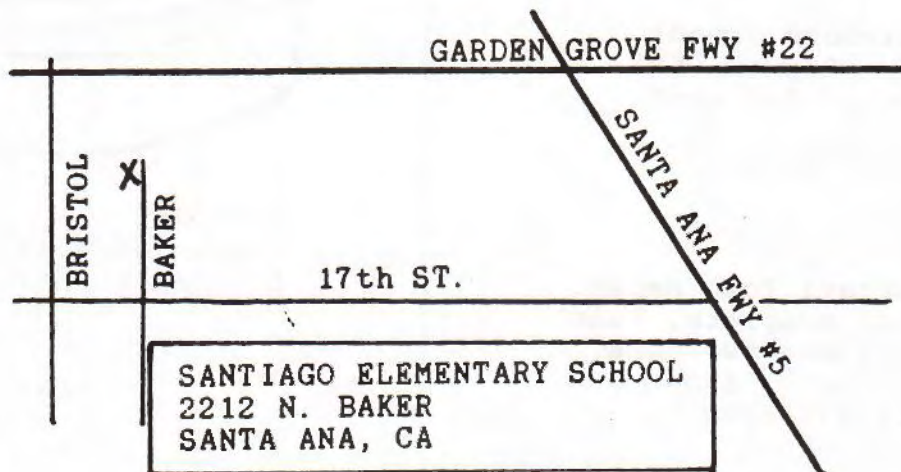 GARDEN GROVE FWY #22
SANTA ANA FWY #5
BRISTOL
X
BAKER
17th ST.
SANTIAGO ELEMENTARY SCHOOL
2212 N. BAKER
SANTA ANA, CA